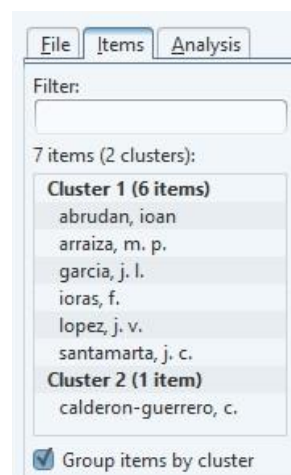 File Items Analysis
Filter:
7 items (2 clusters):
Cluster 1 (6 items)
abrudan, ioan
arraiza, m. p.
garcia, j. l.
ioras, f.
lopez, j. v.
santamarta, j. c.
Cluster 2 (1 item)
calderon-guerrero, c.
Group items by cluster